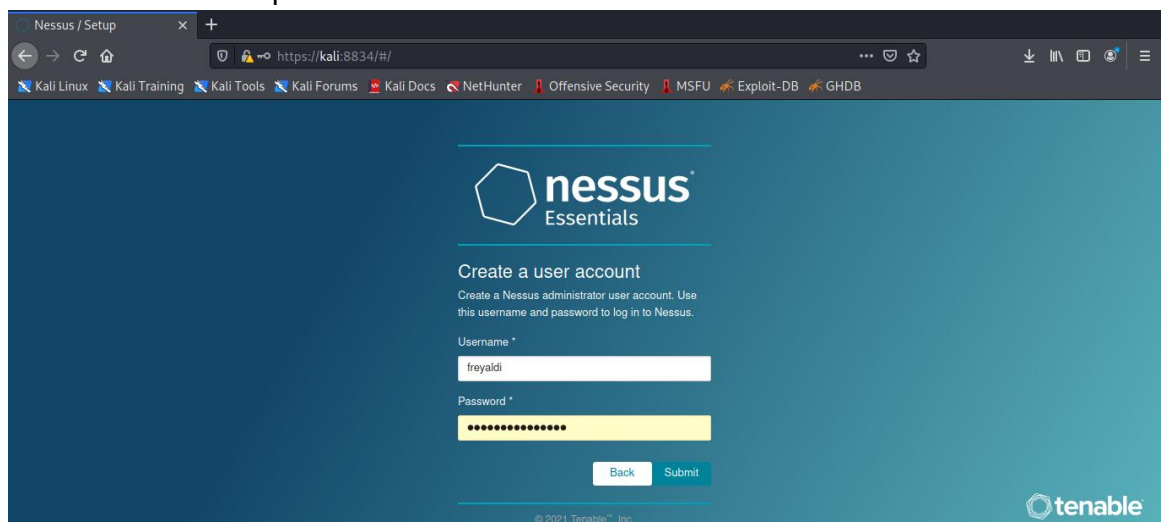 Nessus / Setup
https://kali:8834/#/
Kali Linux Kali Training Kali Tools Kali Forums Kali Docs NetHunter Offensive Security MSFU Exploit-DB GHDB
nessus
Essentials
Create a user account
Create a Nessus administrator user account. Use
this username and password to log in to Nessus.
Username *
freyaldi
Password *
•••••••••••••••
Back Submit
© 2021 Tenable™, Inc.
tenable